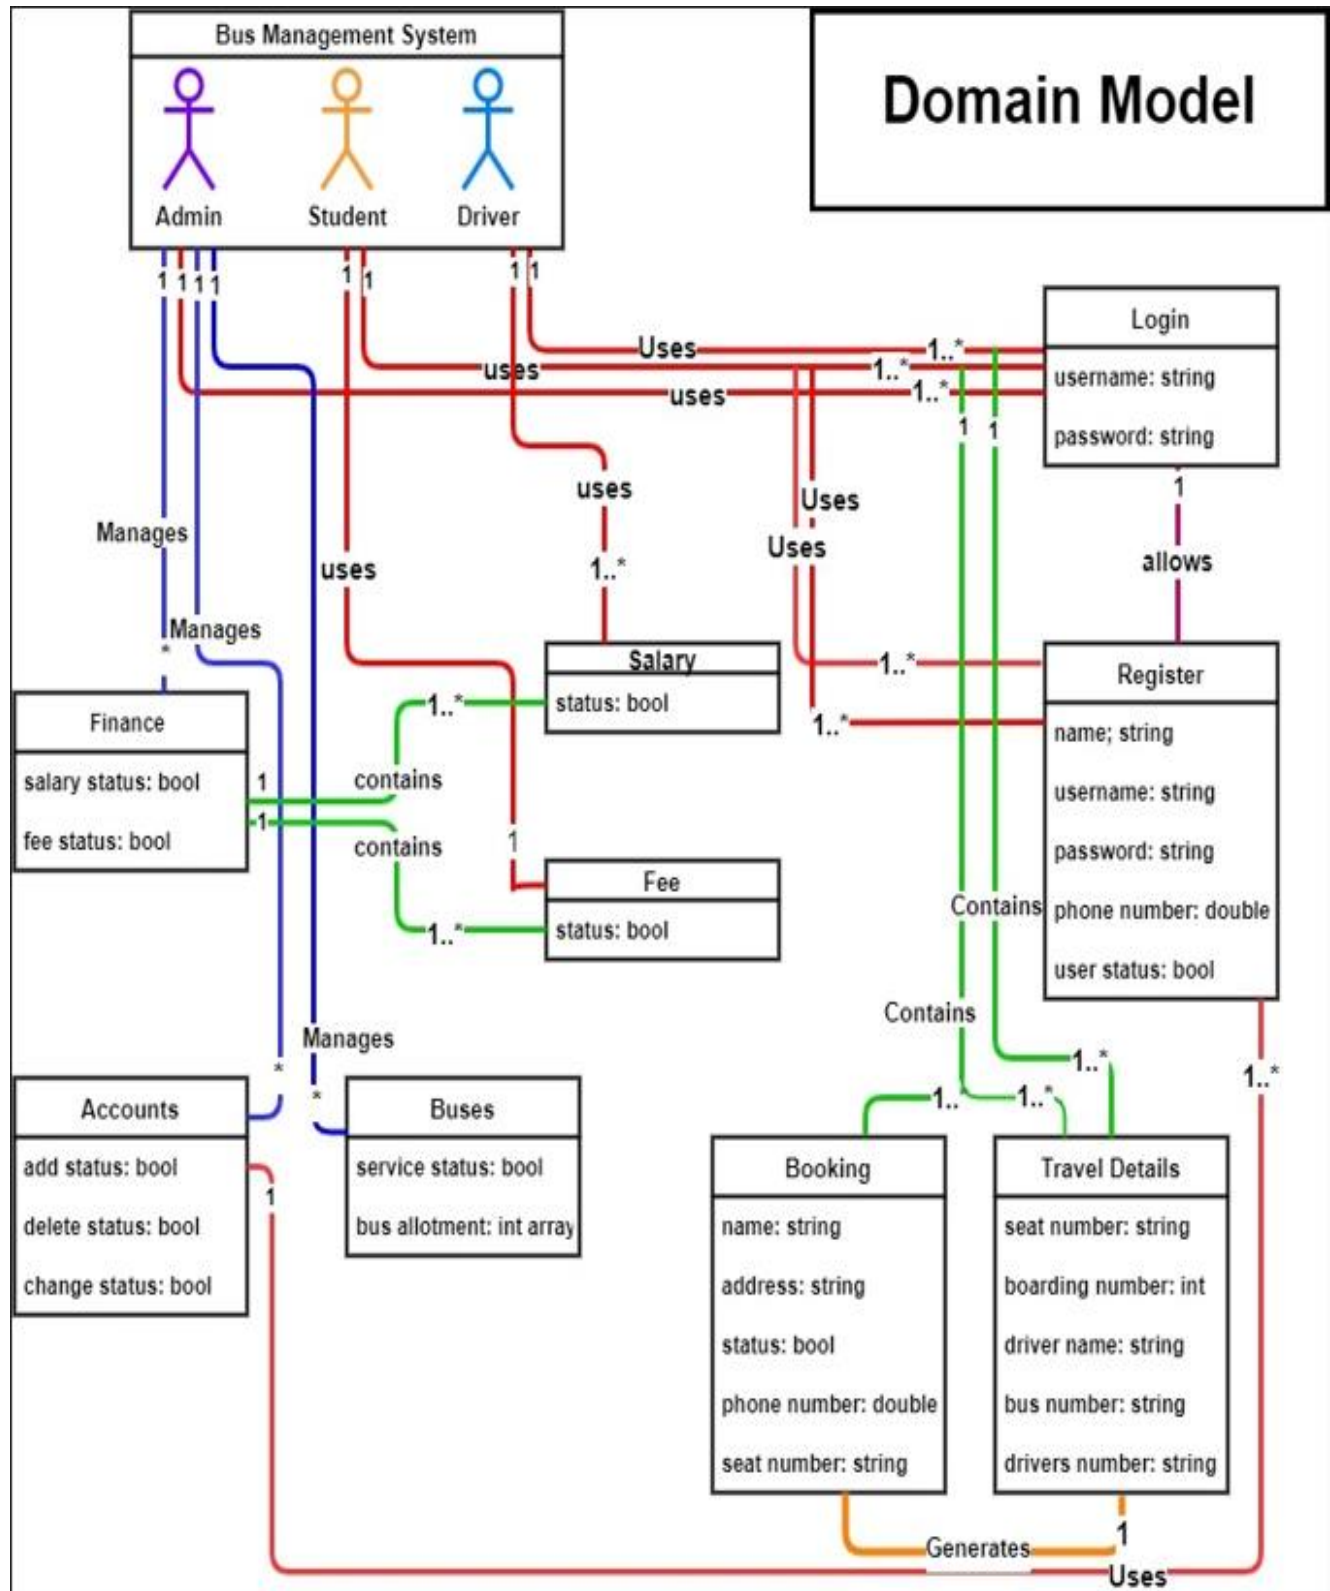 Bus Management System
Domain Model
Admin
Student
Driver
1
1
1
1
1
1
1
1
Login
username: string
password: string
Uses
1..*
uses
1..*
uses
1..*
1
1
1
allows
uses
1..*
Uses
Uses
Manages
uses
Manages
*
1..*
1..*
Salary
status: bool
1..*
Register
name; string
username: string
password: string
phone number: double
user status: bool
Finance
salary status: bool
fee status: bool
1
1
contains
contains
1..*
1
Fee
status: bool
Contains
Contains
Manages
*
*
1..*
1..*
1..*
1..*
Accounts
add status: bool
delete status: bool
change status: bool
1
Buses
service status: bool
bus allotment: int array
Booking
name: string
address: string
status: bool
phone number: double
seat number: string
Travel Details
seat number: string
boarding number: int
driver name: string
bus number: string
drivers number: string
1
Generates
Uses